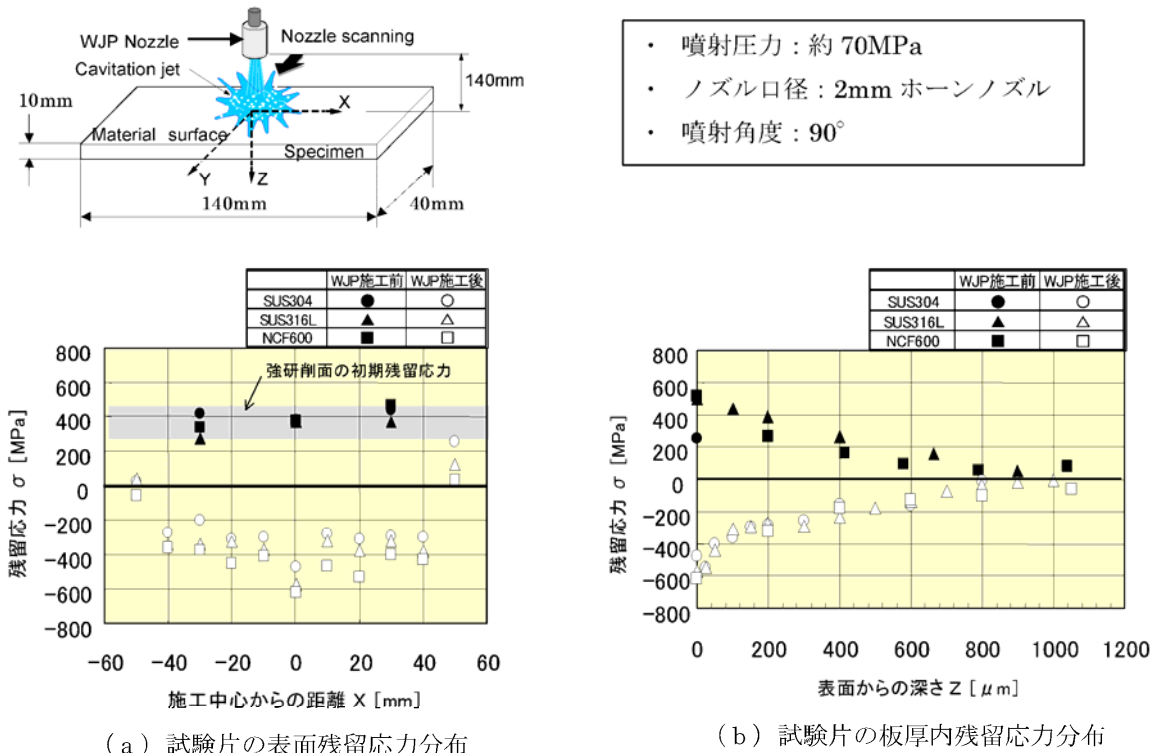 WJP Nozzle
Nozzle scanning
Cavitation jet
140mm
10mm
X
Material surface
Specimen
Y
Z
140mm
40mm
・ 噴射圧力：約 70MPa
・ ノズル口径：2mm ホーンノズル
・ 噴射角度：90°
WJP施工前 WJP施工後
SUS304 ● ○
SUS316L ▲ △
NCF600 ■ □
強研削面の初期残留応力
残留応力 σ [MPa]
800
600
400
200
0
−200
−400
−600
−800
−60 −40 −20 0 20 40 60
施工中心からの距離 X [mm]
(a) 試験片の表面残留応力分布
WJP施工前 WJP施工後
SUS304 ● ○
SUS316L ▲ △
NCF600 ■ □
残留応力 σ [MPa]
800
600
400
200
0
−200
−400
−600
−800
0 200 400 600 800 1000 1200
表面からの深さ Z [μm]
(b) 試験片の板厚内残留応力分布